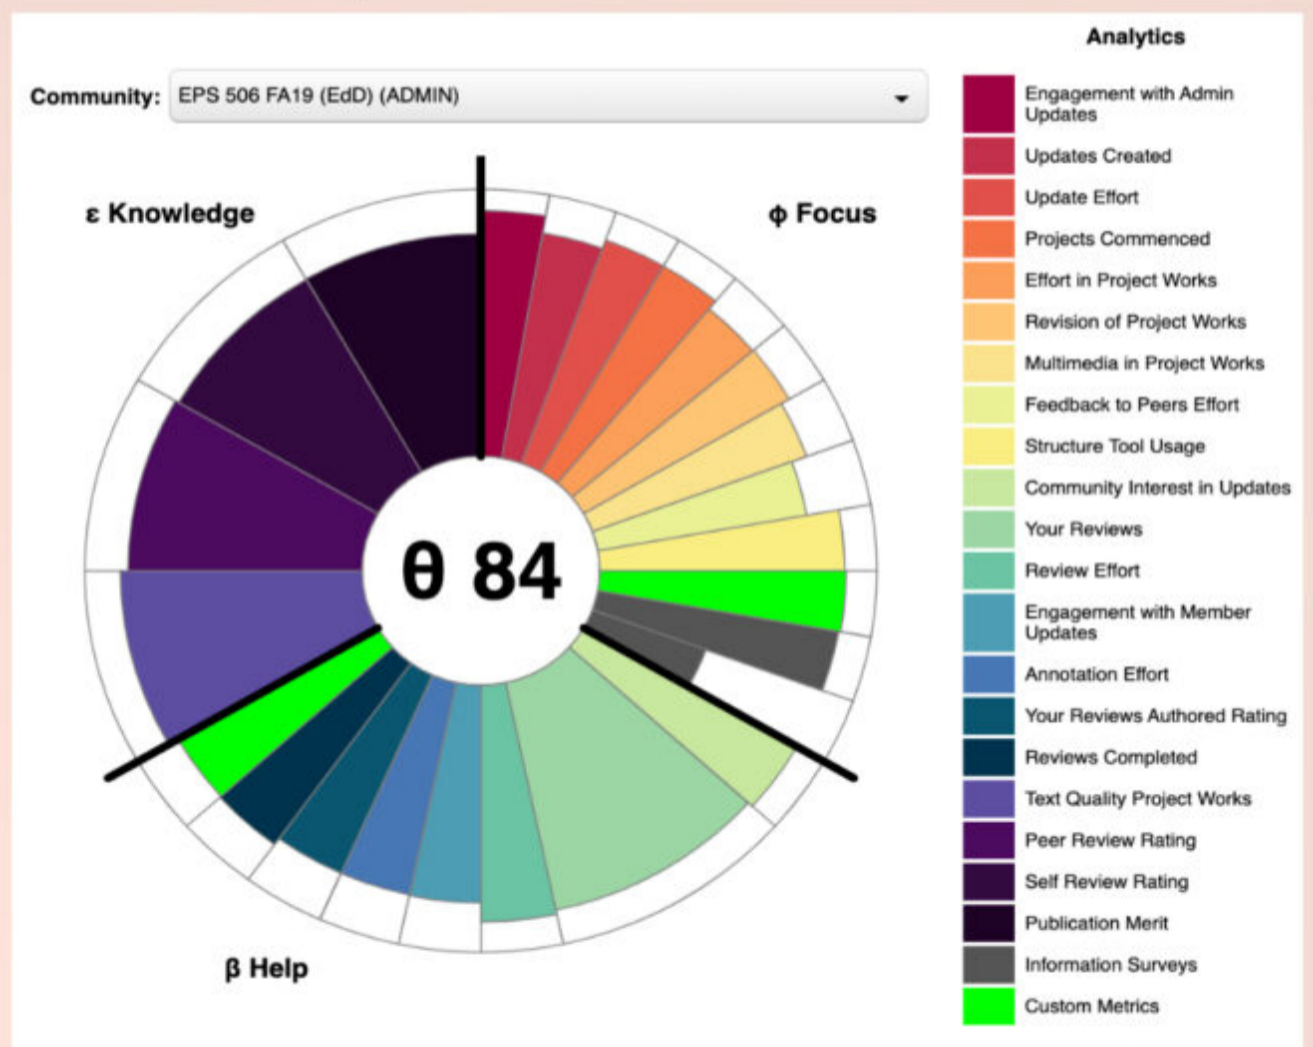 Community:
EPS 506 FA19 (EdD) (ADMIN)
ε Knowledge
ϕ Focus
θ 84
β Help
Analytics
Engagement with Admin
Updates
Updates Created
Update Effort
Projects Commenced
Effort in Project Works
Revision of Project Works
Multimedia in Project Works
Feedback to Peers Effort
Structure Tool Usage
Community Interest in Updates
Your Reviews
Review Effort
Engagement with Member
Updates
Annotation Effort
Your Reviews Authored Rating
Reviews Completed
Text Quality Project Works
Peer Review Rating
Self Review Rating
Publication Merit
Information Surveys
Custom Metrics